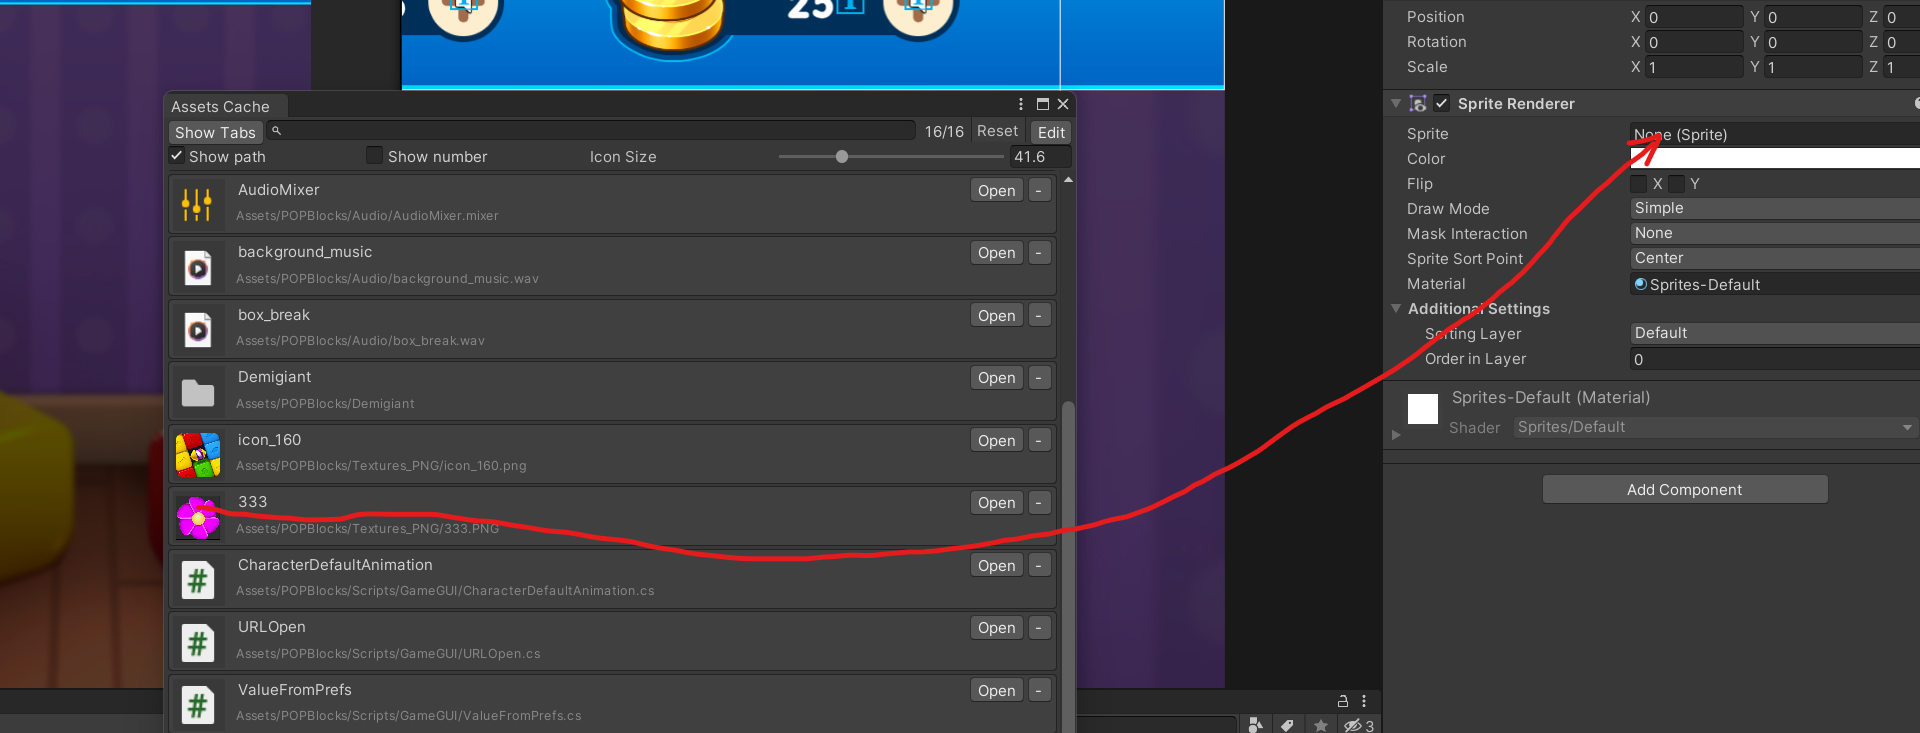 25
Position X 0 Y 0 Z 0
Rotation X 0 Y 0 Z 0
Scale X 1 Y 1 Z 1
Assets Cache
Show Tabs 16/16 Reset Edit
Show path Show number Icon Size 41.6
AudioMixer Open -
Assets/POPBlocks/Audio/AudioMixer.mixer
background_music Open -
Assets/POPBlocks/Audio/background_music.wav
box_break Open -
Assets/POPBlocks/Audio/box_break.wav
Demigiant Open -
Assets/POPBlocks/Demigiant
icon_160 Open -
Assets/POPBlocks/Textures_PNG/icon_160.png
333 Open -
Assets/POPBlocks/Textures_PNG/333.PNG
CharacterDefaultAnimation Open -
Assets/POPBlocks/Scripts/GameGUI/CharacterDefaultAnimation.cs
URLOpen Open -
Assets/POPBlocks/Scripts/GameGUI/URLOpen.cs
ValueFromPrefs Open -
Assets/POPBlocks/Scripts/GameGUI/ValueFromPrefs.cs
Sprite Renderer
Sprite None (Sprite)
Color
Flip X Y
Draw Mode Simple
Mask Interaction None
Sprite Sort Point Center
Material Sprites-Default
Additional Settings
Sorting Layer Default
Order in Layer 0
Sprites-Default (Material)
Shader Sprites/Default
Add Component
3